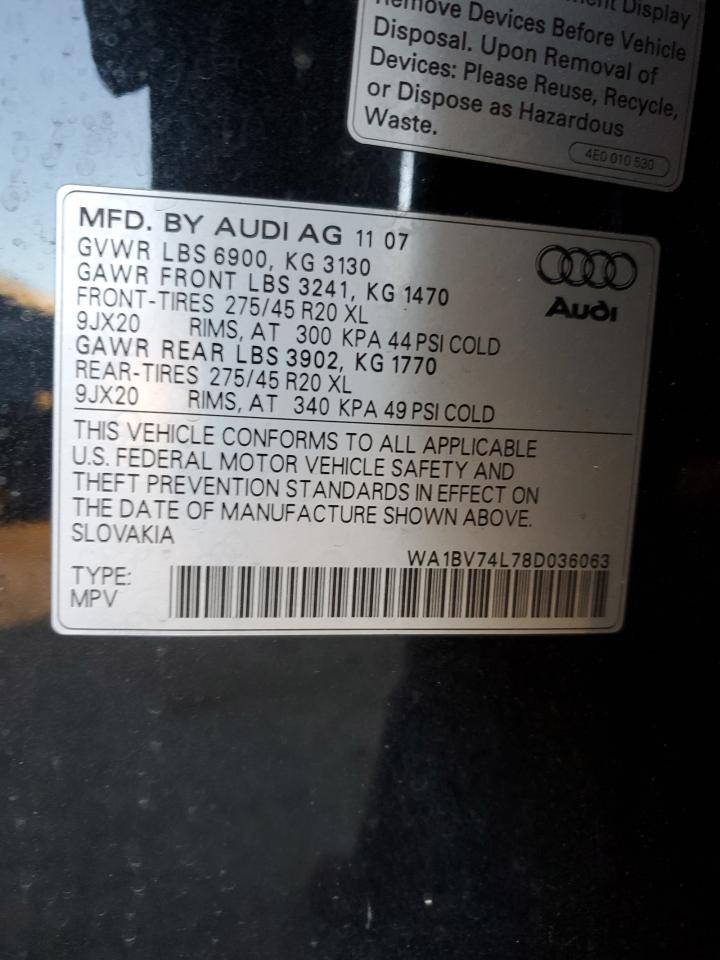 ent Display
Remove Devices Before Vehicle
Disposal. Upon Removal of
Devices: Please Reuse, Recycle,
or Dispose as Hazardous
Waste.
4E0 010 530
MFD. BY AUDI AG 11 07
GVWR LBS 6900, KG 3130
GAWR FRONT LBS 3241, KG 1470
FRONT-TIRES 275/45 R20 XL
9JX20 RIMS, AT 300 KPA 44 PSI COLD
GAWR REAR LBS 3902, KG 1770
REAR-TIRES 275/45 R20 XL
9JX20 RIMS, AT 340 KPA 49 PSI COLD
Audi
THIS VEHICLE CONFORMS TO ALL APPLICABLE
U.S. FEDERAL MOTOR VEHICLE SAFETY AND
THEFT PREVENTION STANDARDS IN EFFECT ON
THE DATE OF MANUFACTURE SHOWN ABOVE.
SLOVAKIA
WA1BV74L78D036063
TYPE:
MPV